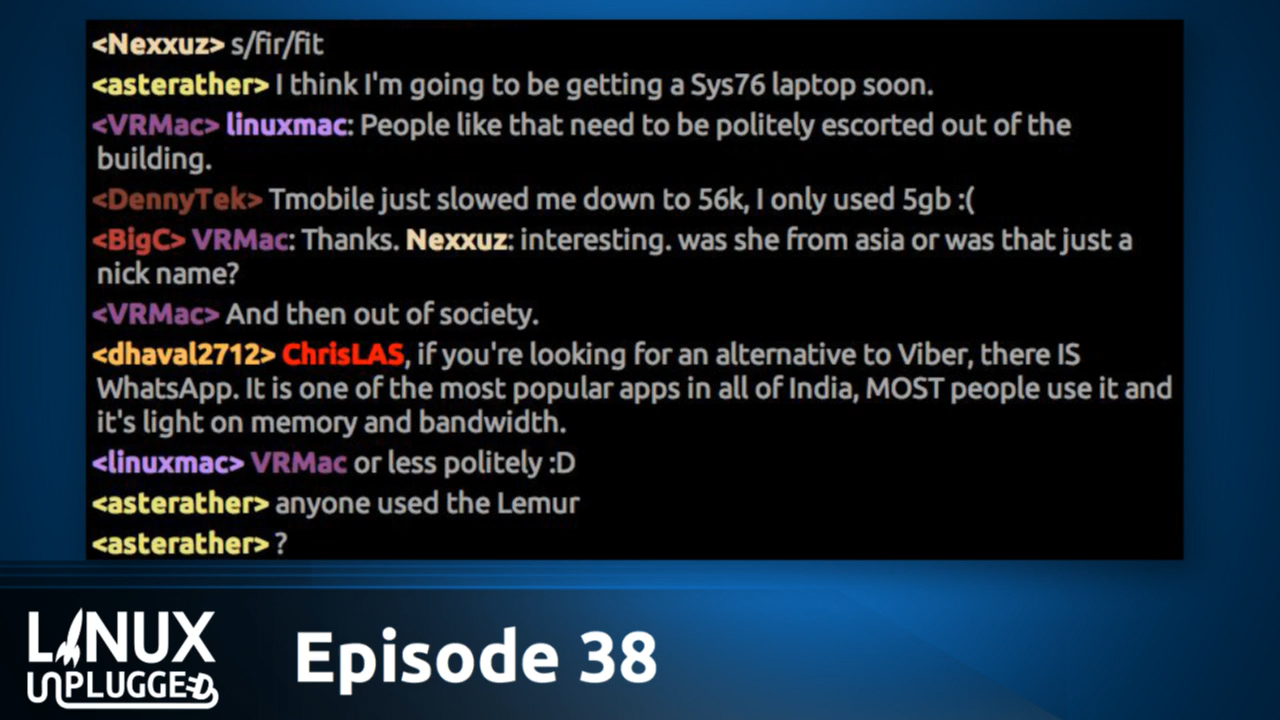 <Nexxuz> s/fir/fit
<asterather> I think I'm going to be getting a Sys76 laptop soon.
<VRMac> linuxmac: People like that need to be politely escorted out of the
building.
<DennyTek> Tmobile just slowed me down to 56k, I only used 5gb :(
<BigC> VRMac: Thanks. Nexxuz: interesting. was she from asia or was that just a
nick name?
<VRMac> And then out of society.
<dhaval2712> ChrisLAS, if you're looking for an alternative to Viber, there IS
WhatsApp. It is one of the most popular apps in all of India, MOST people use it and
it's light on memory and bandwidth.
<linuxmac> VRMac or less politely :D
<asterather> anyone used the Lemur
<asterather> ?
LINUX
UNPLUGGED
Episode 38